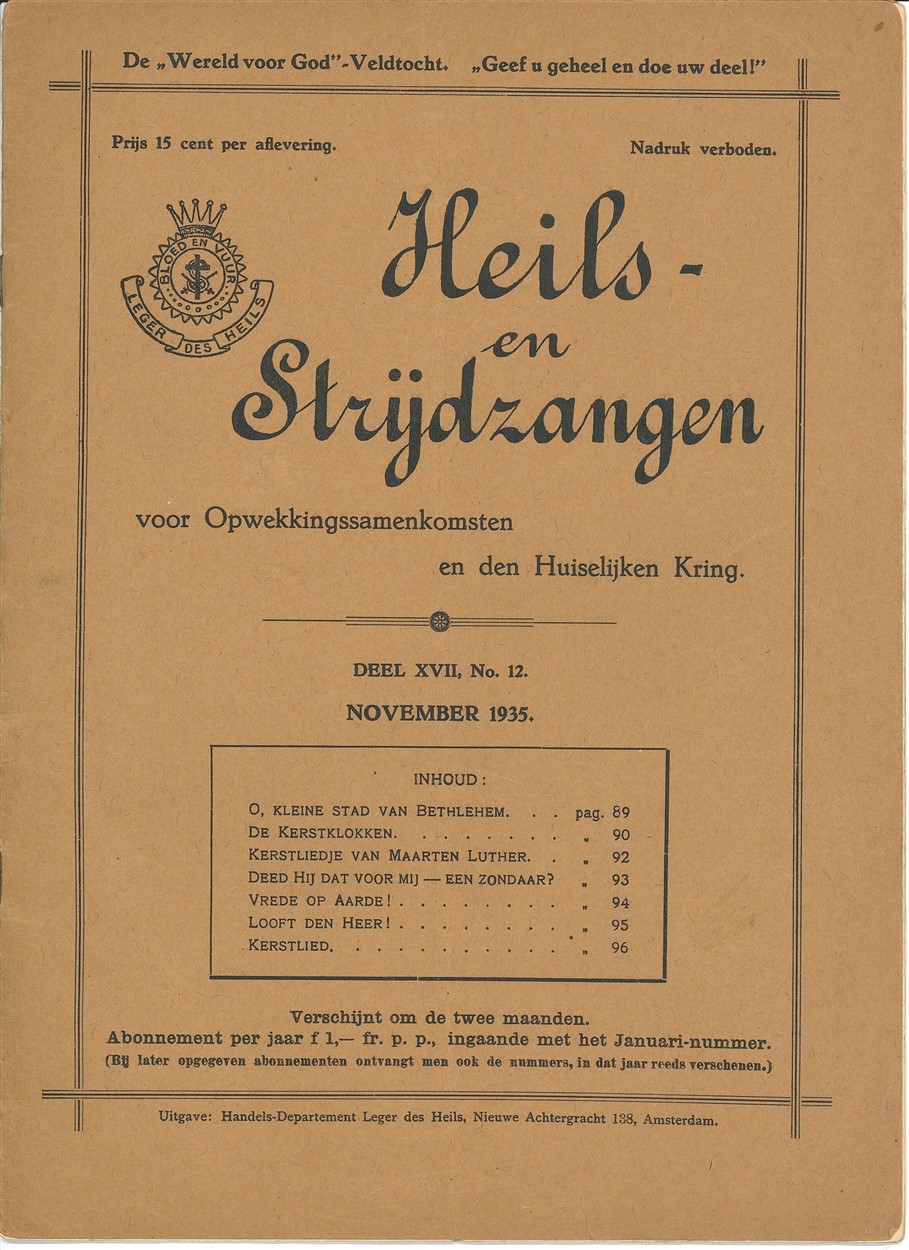 De „Wereld voor God”-Veldtocht. „Geef u geheel en doe uw deel!”
Prijs 15 cent per aflevering. Nadruk verboden.
BLOED EN VUUR
S
LEGER DES HEILS
Heils-
en
Strijdzangen
voor Opwekkingssamenkomsten
en den Huiselijken Kring.
DEEL XVII, No. 12.
NOVEMBER 1935.
INHOUD:
O, KLEINE STAD VAN BETHLEHEM. . . pag. 89
DE KERSTKLOKKEN. . . . . . . . „ 90
KERSTLIEDJE VAN MAARTEN LUTHER. . „ 92
DEED HIJ DAT VOOR MIJ — EEN ZONDAAR? „ 93
VREDE OP AARDE! . . . . . . . . „ 94
LOOFT DEN HEER! . . . . . . . . „ 95
KERSTLIED. . . . . . . . . . . „ 96
Verschijnt om de twee maanden.
Abonnement per jaar f 1,— fr. p. p., ingaande met het Januari-nummer.
(Bij later opgegeven abonnementen ontvangt men ook de nummers, in dat jaar reeds verschenen.)
Uitgave: Handels-Departement Leger des Heils, Nieuwe Achtergracht 138, Amsterdam.